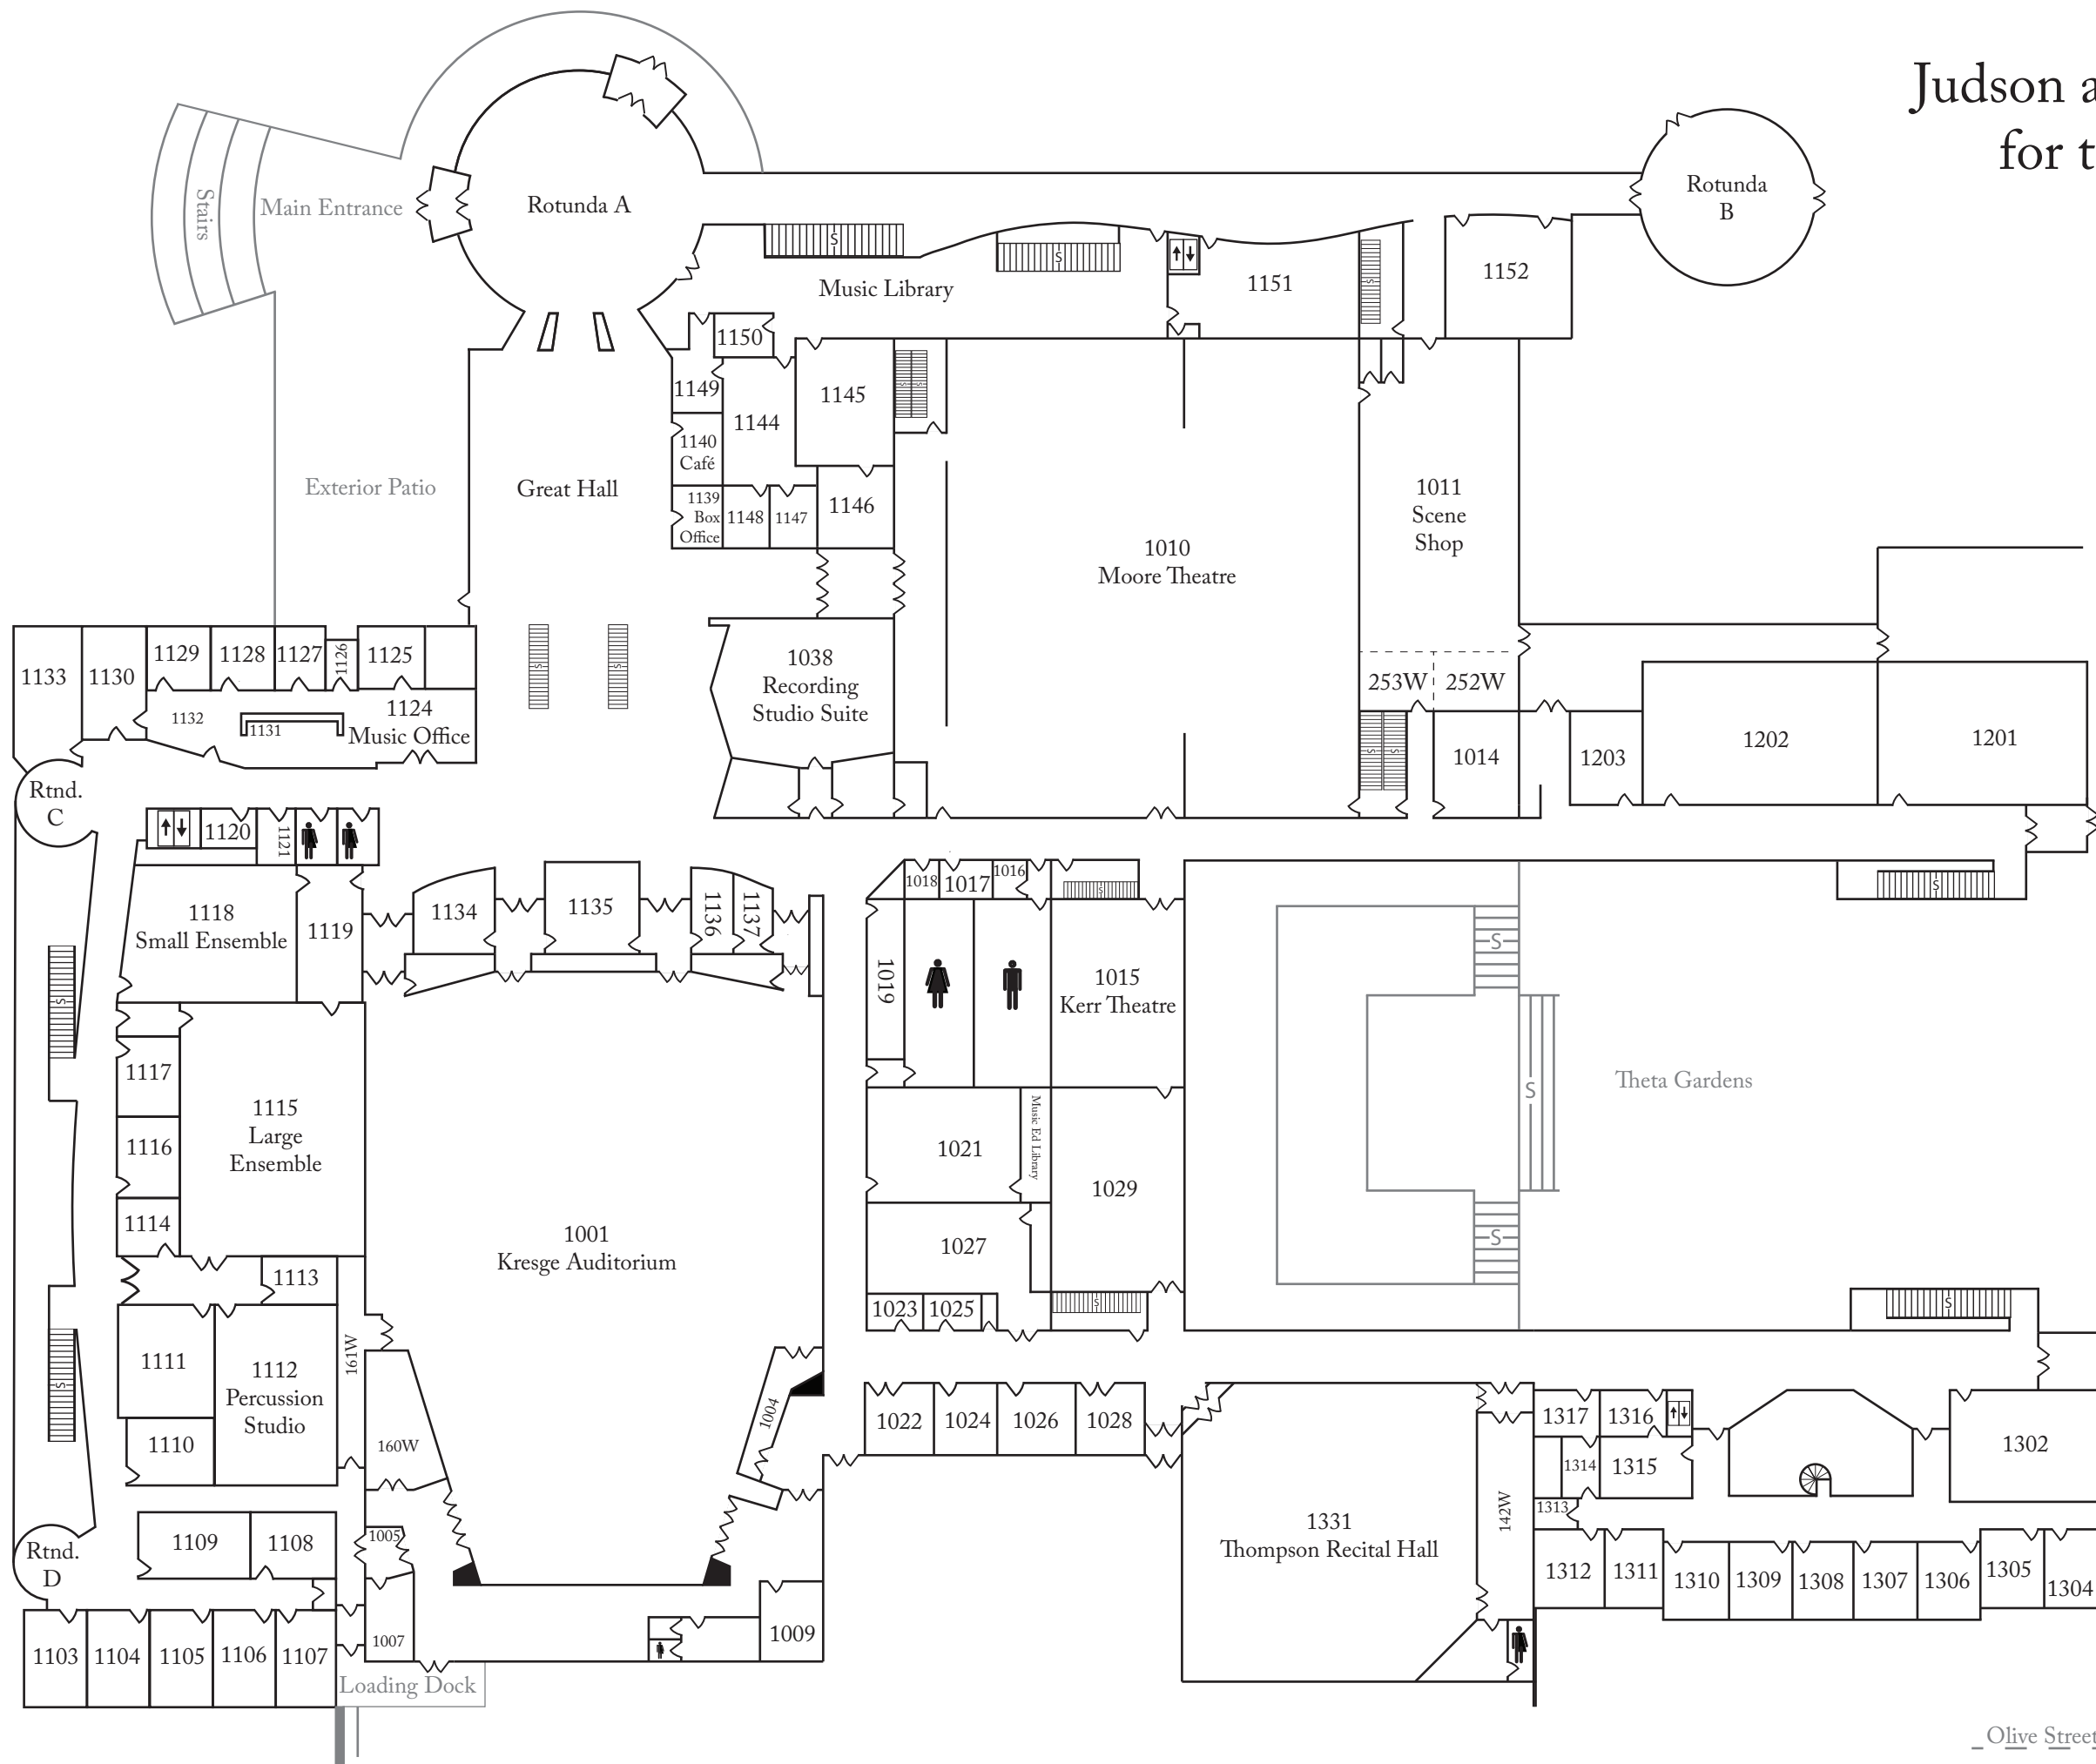 Judson a
for t
Rotunda A
Rotunda
B
Stairs
Main Entrance
S
S
S
Music Library
1151
1152
1150
1149
1145
1144
1140
Café
S
S
Exterior Patio
Great Hall
1139
Box
Office
1148
1147
1146
1010
Moore Theatre
1011
Scene
Shop
1133
1130
1129
1128
1127
1126
1125
1132
1131
1124
Music Office
S
S
1038
Recording
Studio Suite
253W
252W
S
S
1014
1203
1202
1201
Rtnd.
C
1120
1121
1118
Small Ensemble
1119
1134
1135
1136
1137
1018
1017
1016
S
S
1019
1015
Kerr Theatre
S
S
S
Theta Gardens
S
1117
1116
1114
1115
Large
Ensemble
1021
Music Ed Library
1029
1001
Kresge Auditorium
1027
1113
1023
1025
S
S
S
1111
1112
Percussion
Studio
1110
161W
160W
1004
1022
1024
1026
1028
1317
1316
1314
1315
1313
1302
142W
1331
Thompson Recital Hall
Rtnd.
D
1109
1108
1005
1007
1009
1312
1311
1310
1309
1308
1307
1306
1305
1304
1103
1104
1105
1106
1107
Loading Dock
Olive Street